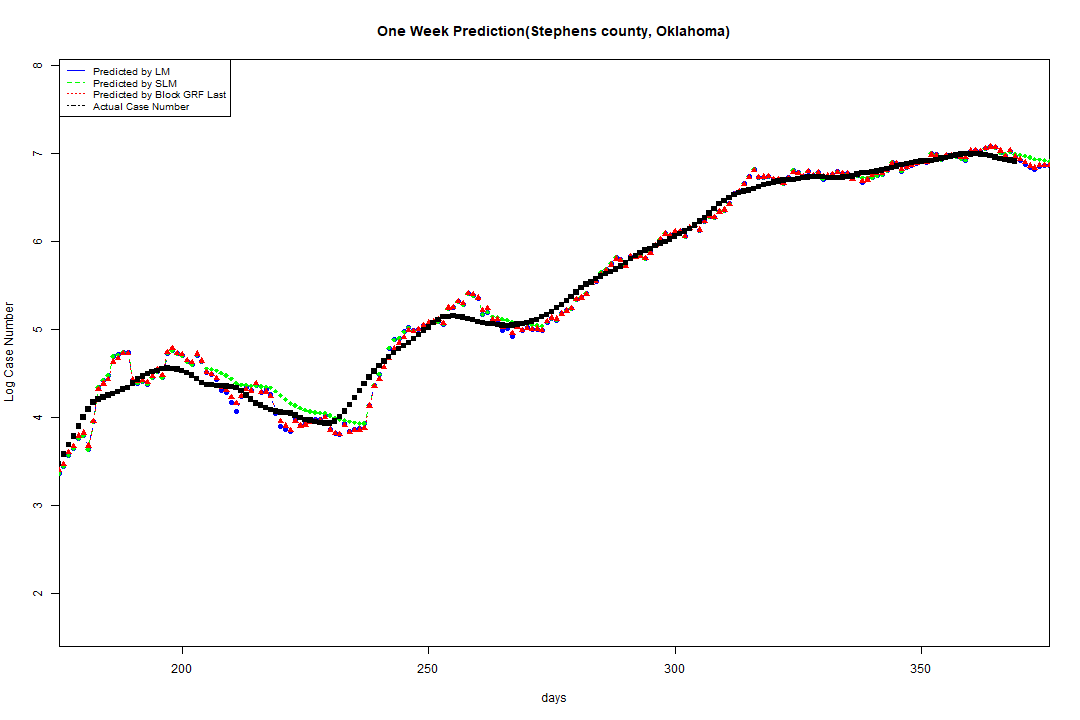 One Week Prediction(Stephens county, Oklahoma)
Predicted by LM
Predicted by SLM
Predicted by Block GRF Last
Actual Case Number
Log Case Number
8
7
6
5
4
3
2
200 250 300 350
days